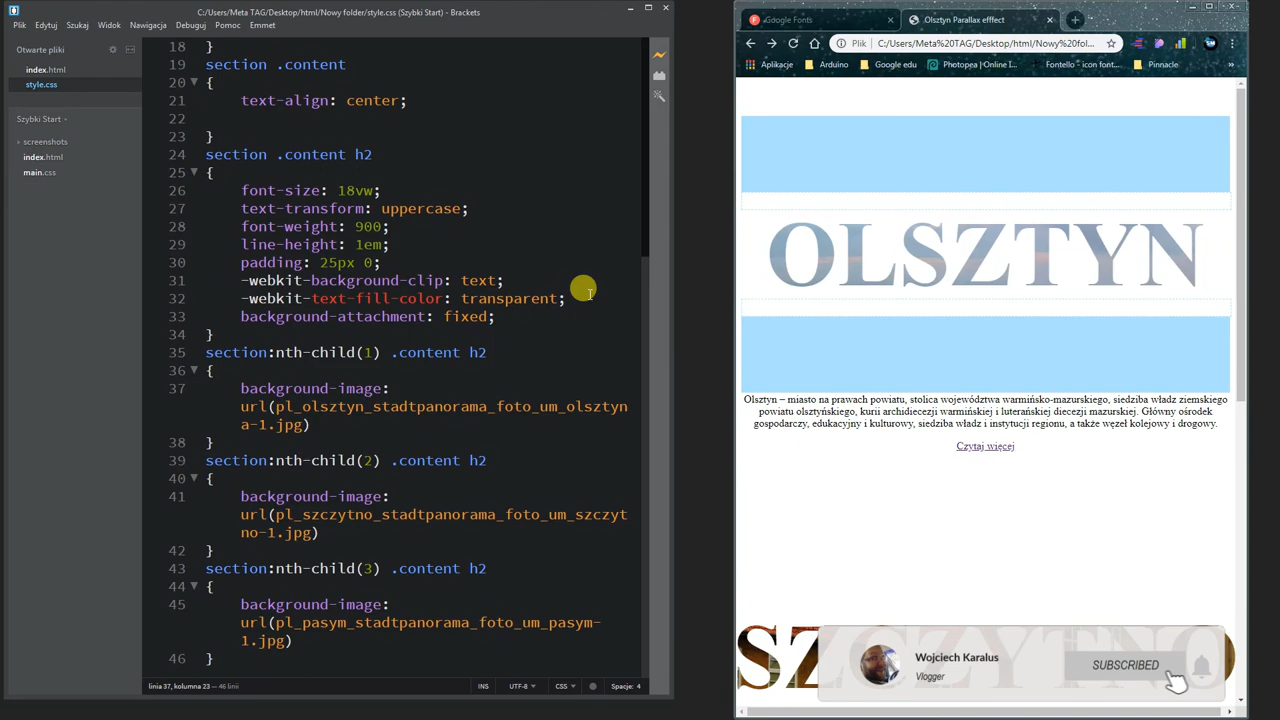 C:/Users/Meta TAG/Desktop/html/Nowy folder/style.css (Szybki Start) - Brackets
Plik Edytuj Szukaj Widok Nawigacja Debuguj Pomoc Emmet
Otwarte pliki
index.html
style.css
Szybki Start
screenshots
index.html
main.css
18 }
19 section .content
20 {
21 text-align: center;
22
23 }
24 section .content h2
25 {
26 font-size: 18vw;
27 text-transform: uppercase;
28 font-weight: 900;
29 line-height: 1em;
30 padding: 25px 0;
31 -webkit-background-clip: text;
32 -webkit-text-fill-color: transparent;
33 background-attachment: fixed;
34 }
35 section:nth-child(1) .content h2
36 {
37 background-image:
url(pl_olsztyn_stadtpanorama_foto_um_olsztyn
a-1.jpg)
38 }
39 section:nth-child(2) .content h2
40 {
41 background-image:
url(pl_szczytno_stadtpanorama_foto_um_szczyt
no-1.jpg)
42 }
43 section:nth-child(3) .content h2
44 {
45 background-image:
url(pl_pasym_stadtpanorama_foto_um_pasym-
1.jpg)
46 }
linia 37, kolumna 23 — 46 linii
INS UTF-8 CSS Spacje: 4
Google Fonts
Olsztyn Parallax efffect
Plik C:/Users/Meta%20TAG/Desktop/html/Nowy%20fol...
Aplikacje Arduino Google edu Photopea | Online I... Fontello - icon font... Pinnacle
OLSZTYN
Olsztyn – miasto na prawach powiatu, stolica województwa warmińsko-mazurskiego, siedziba władz ziemskiego
powiatu olsztyńskiego, kurii archidiecezji warmińskiej i luterańskiej diecezji mazurskiej. Główny ośrodek
gospodarczy, edukacyjny i kulturowy, siedziba władz i instytucji regionu, a także węzeł kolejowy i drogowy.
Czytaj więcej
SZCZYTNO
Wojciech Karalus
Vlogger
SUBSCRIBED